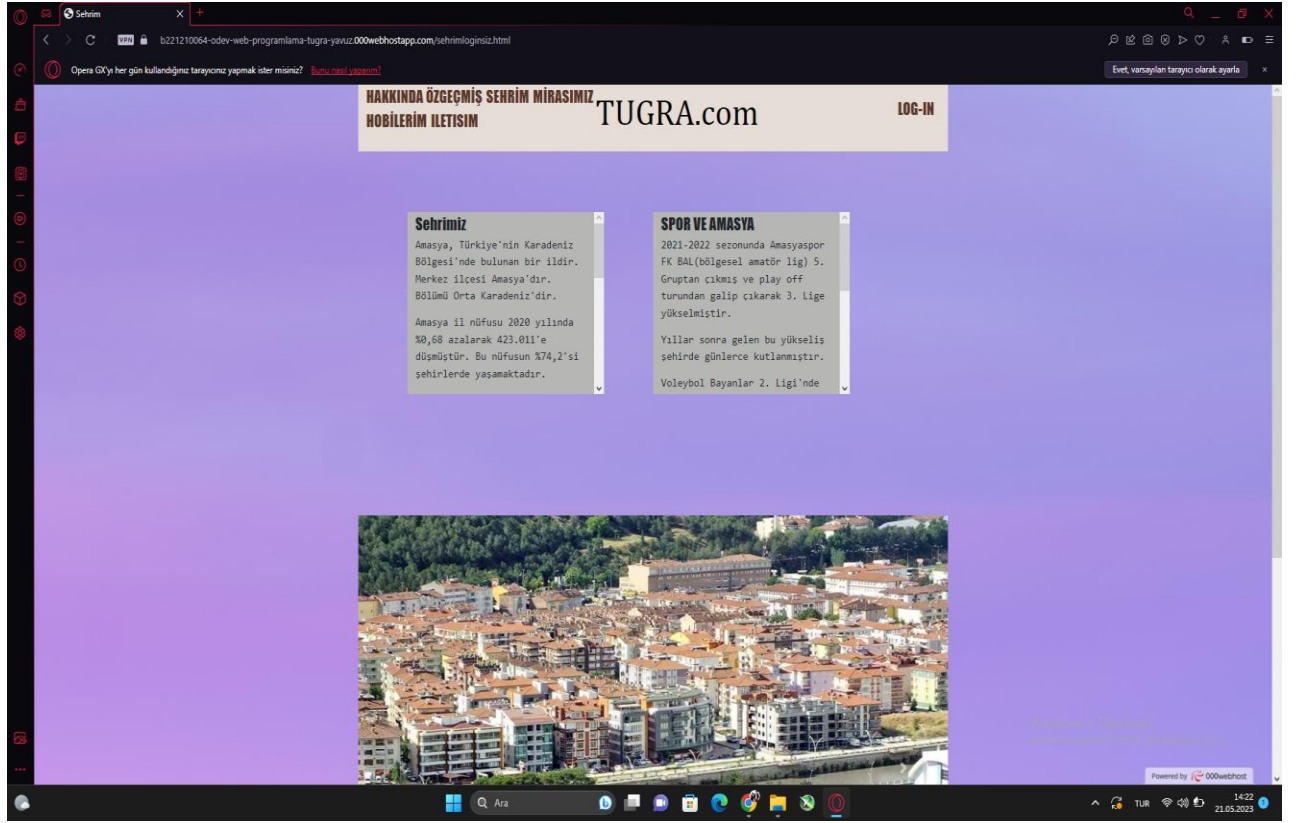 Sehrim
VPN
b221210064-odev-web-programlama-tugra-yavuz.000webhostapp.com/sehrimloginsiz.html
Opera GX'yı her gün kullandığınız tarayıcınız yapmak ister misiniz? Bunu nasıl yaparım?
Evet, varsayılan tarayıcı olarak ayarla
HAKKINDA ÖZGEÇMİŞ SEHRİM MİRASIMIZ
HOBİLERİM ILETISIM
TUGRA.com
LOG-IN
Sehrimiz
Amasya, Türkiye'nin Karadeniz
Bölgesi'nde bulunan bir ildir.
Merkez ilçesi Amasya'dır.
Bölümü Orta Karadeniz'dir.
Amasya il nüfusu 2020 yılında
%0,68 azalarak 423.011'e
düşmüştür. Bu nüfusun %74,2'si
şehirlerde yaşamaktadır.
SPOR VE AMASYA
2021-2022 sezonunda Amasyaspor
FK BAL(bölgesel amatör lig) 5.
Gruptan çıkmış ve play off
turundan galip çıkarak 3. Lige
yükselmiştir.
Yıllar sonra gelen bu yükseliş
şehirde günlerce kutlanmıştır.
Voleybol Bayanlar 2. Ligi'nde
Powered by 000webhost
Ara
TUR
14:22
21.05.2023